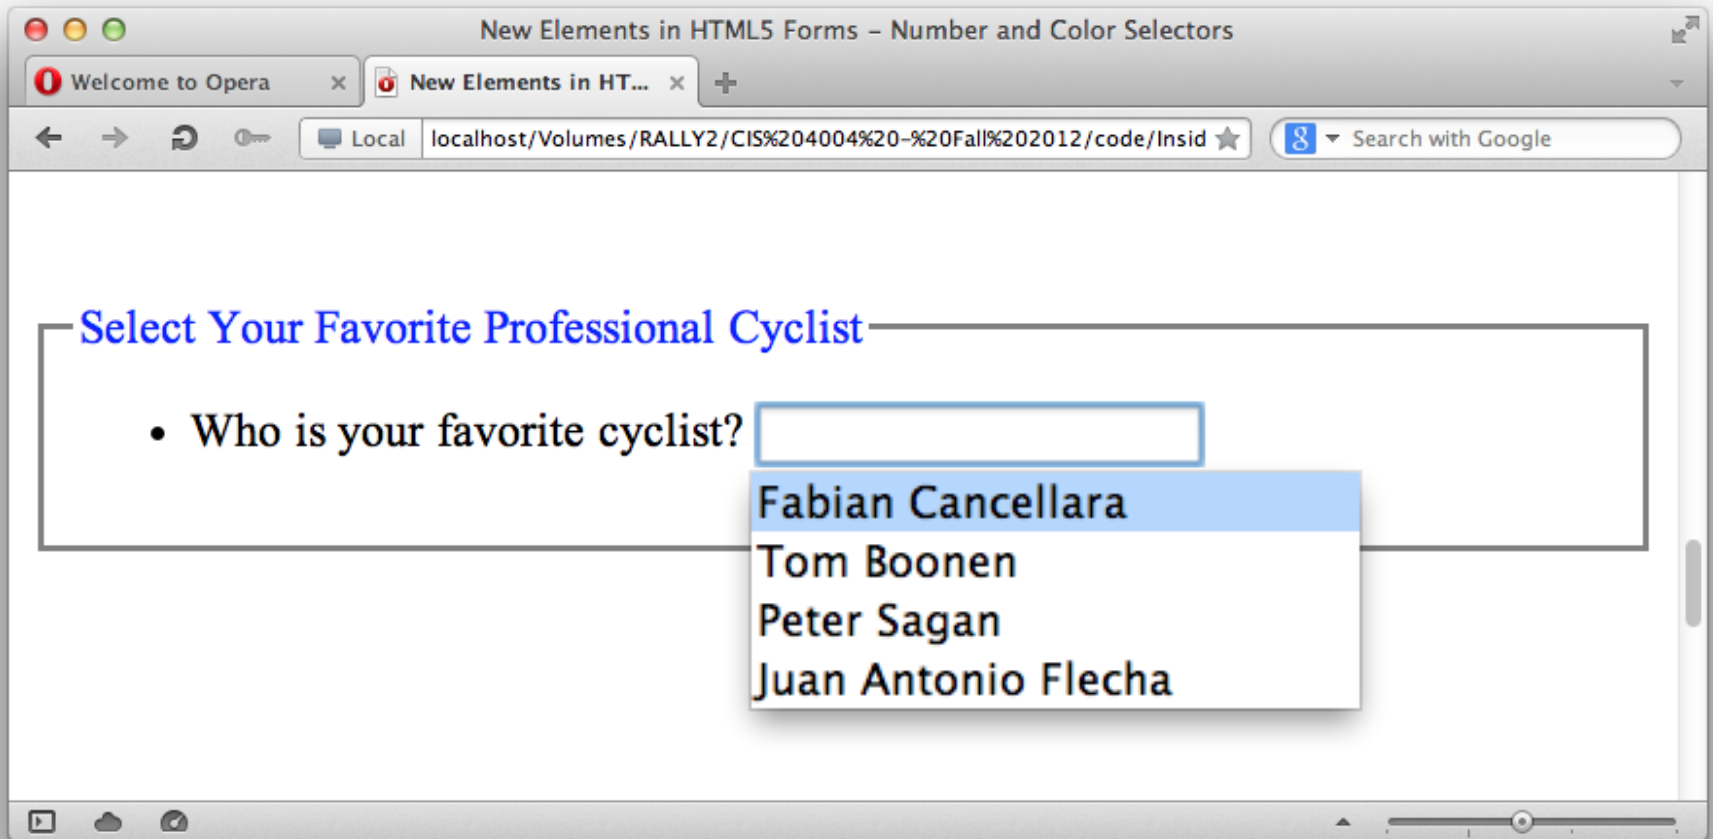 New Elements in HTML5 Forms – Number and Color Selectors
Welcome to Opera
New Elements in HT...
Local localhost/Volumes/RALLY2/CIS%204004%20-%20Fall%202012/code/Insid
Search with Google
Select Your Favorite Professional Cyclist
• Who is your favorite cyclist?
Fabian Cancellara
Tom Boonen
Peter Sagan
Juan Antonio Flecha